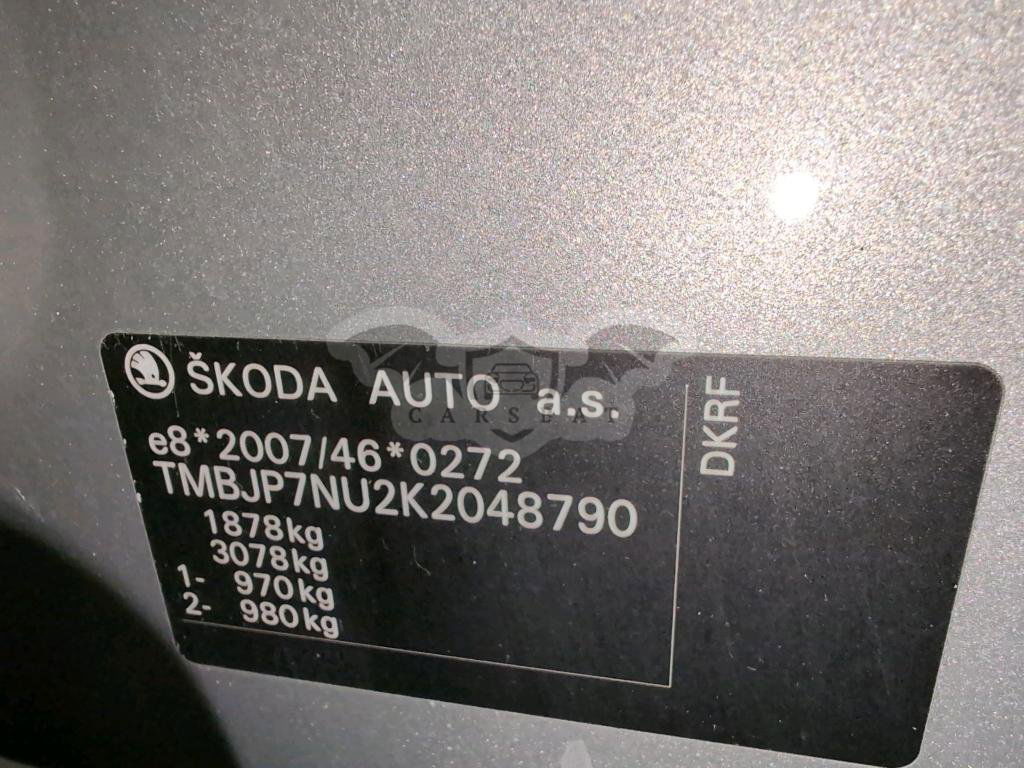 ŠKODA AUTO a.s.
CARSEAT
e8*2007/46*0272
TMBJP7NU2K2048790
1878kg
3078kg
1- 970kg
2- 980kg
DKRF